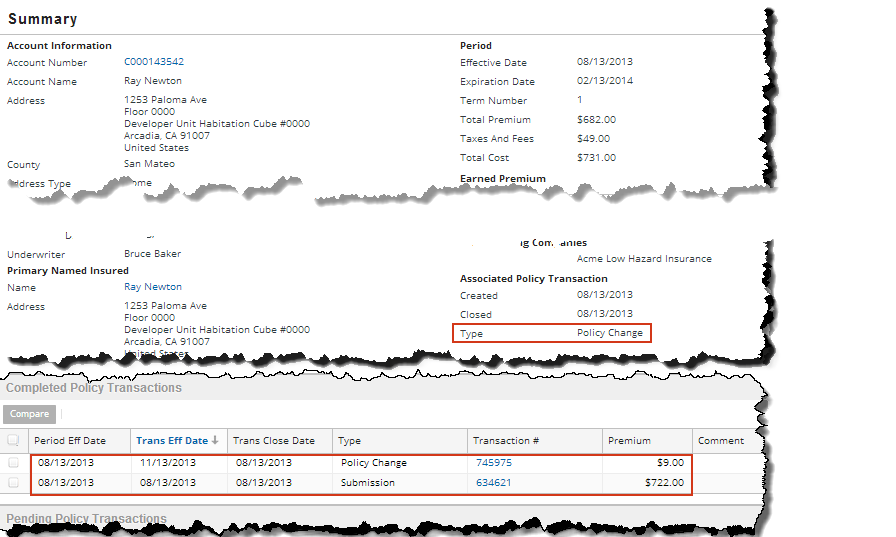 Summary
Account Information
Account Number C000143542
Account Name Ray Newton
Address 1253 Paloma Ave
Floor 0000
Developer Unit Habitation Cube #0000
Arcadia, CA 91007
United States
County San Mateo
Address Type
Period
Effective Date 08/13/2013
Expiration Date 02/13/2014
Term Number 1
Total Premium $682.00
Taxes And Fees $49.00
Total Cost $731.00
Earned Premium
Underwriter Bruce Baker
Primary Named Insured
Name Ray Newton
Address 1253 Paloma Ave
Floor 0000
Developer Unit Habitation Cube #0000
Arcadia, CA 91007
United States
Acme Low Hazard Insurance
Associated Policy Transaction
Created 08/13/2013
Closed 08/13/2013
Type Policy Change
Completed Policy Transactions
Compare
Period Eff Date Trans Eff Date Trans Close Date Type Transaction # Premium Comment
08/13/2013 11/13/2013 08/13/2013 Policy Change 745975 $9.00
08/13/2013 08/13/2013 08/13/2013 Submission 634621 $722.00
Pending Policy Transactions